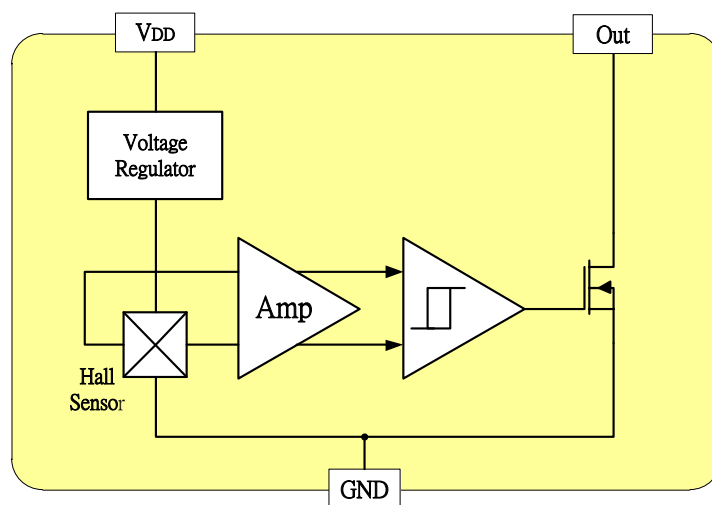 VDD
Out
Voltage
Regulator
Amp
Hall
Sensor
GND